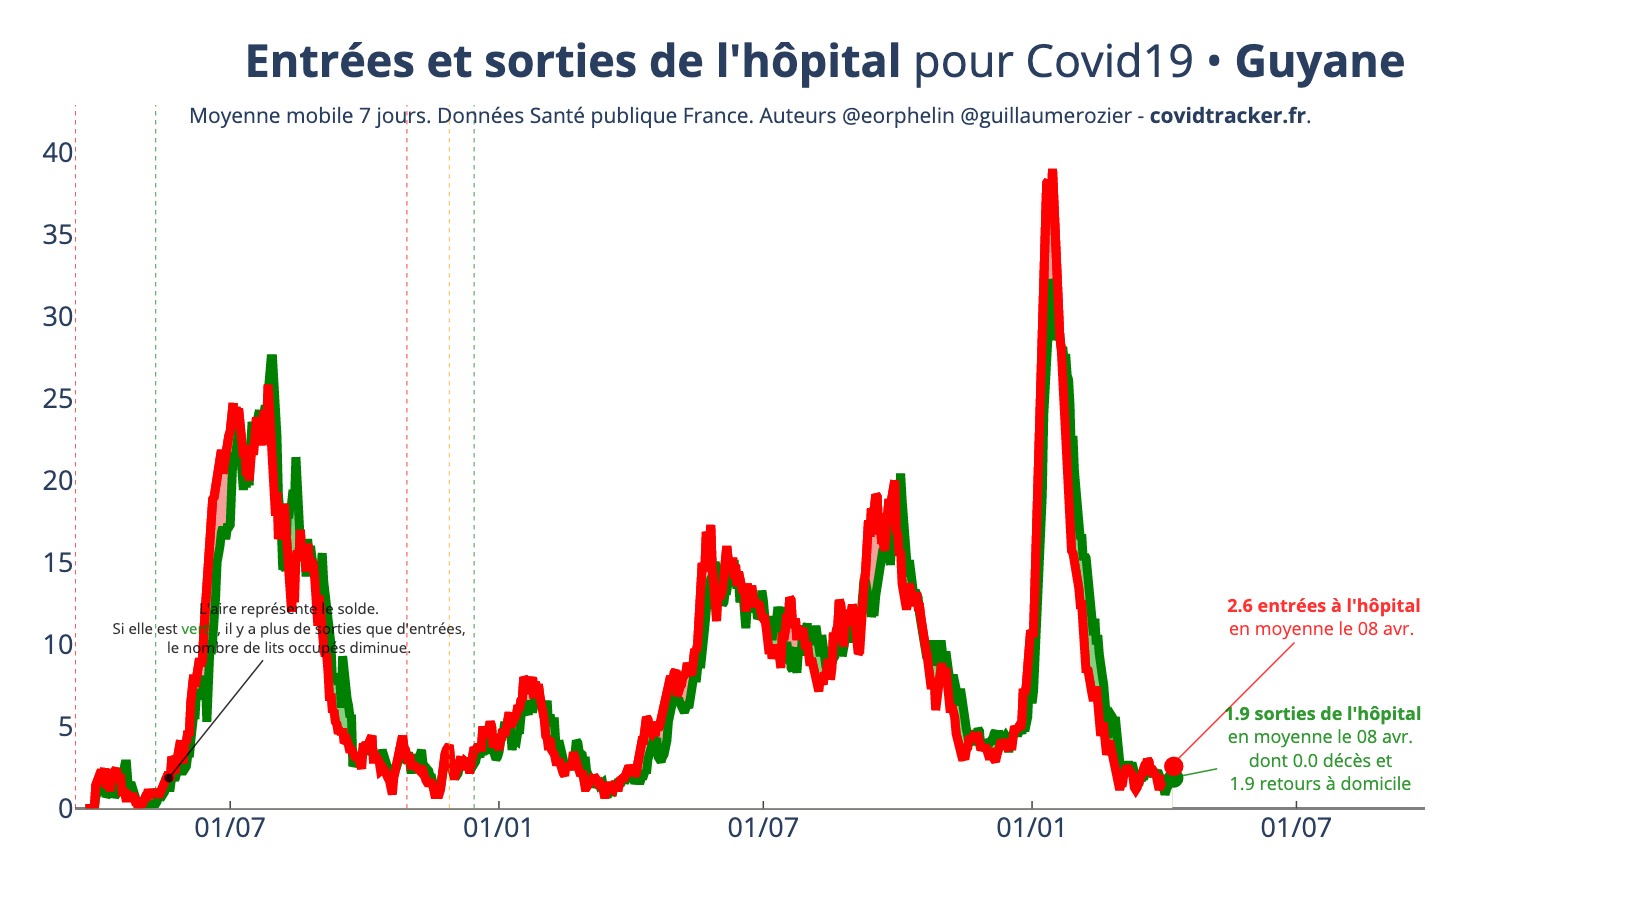 Entrées et sorties de l'hôpital pour Covid19 • Guyane
Moyenne mobile 7 jours. Données Santé publique France. Auteurs @eorphelin @guillaumerozier - covidtracker.fr.
40
35
30
25
20
15
10
5
0
L'aire représente le solde.
Si elle est verte, il y a plus de sorties que d'entrées,
le nombre de lits occupés diminue.
2.6 entrées à l'hôpital
en moyenne le 08 avr.
1.9 sorties de l'hôpital
en moyenne le 08 avr.
dont 0.0 décès et
1.9 retours à domicile
01/07
01/01
01/07
01/01
01/07